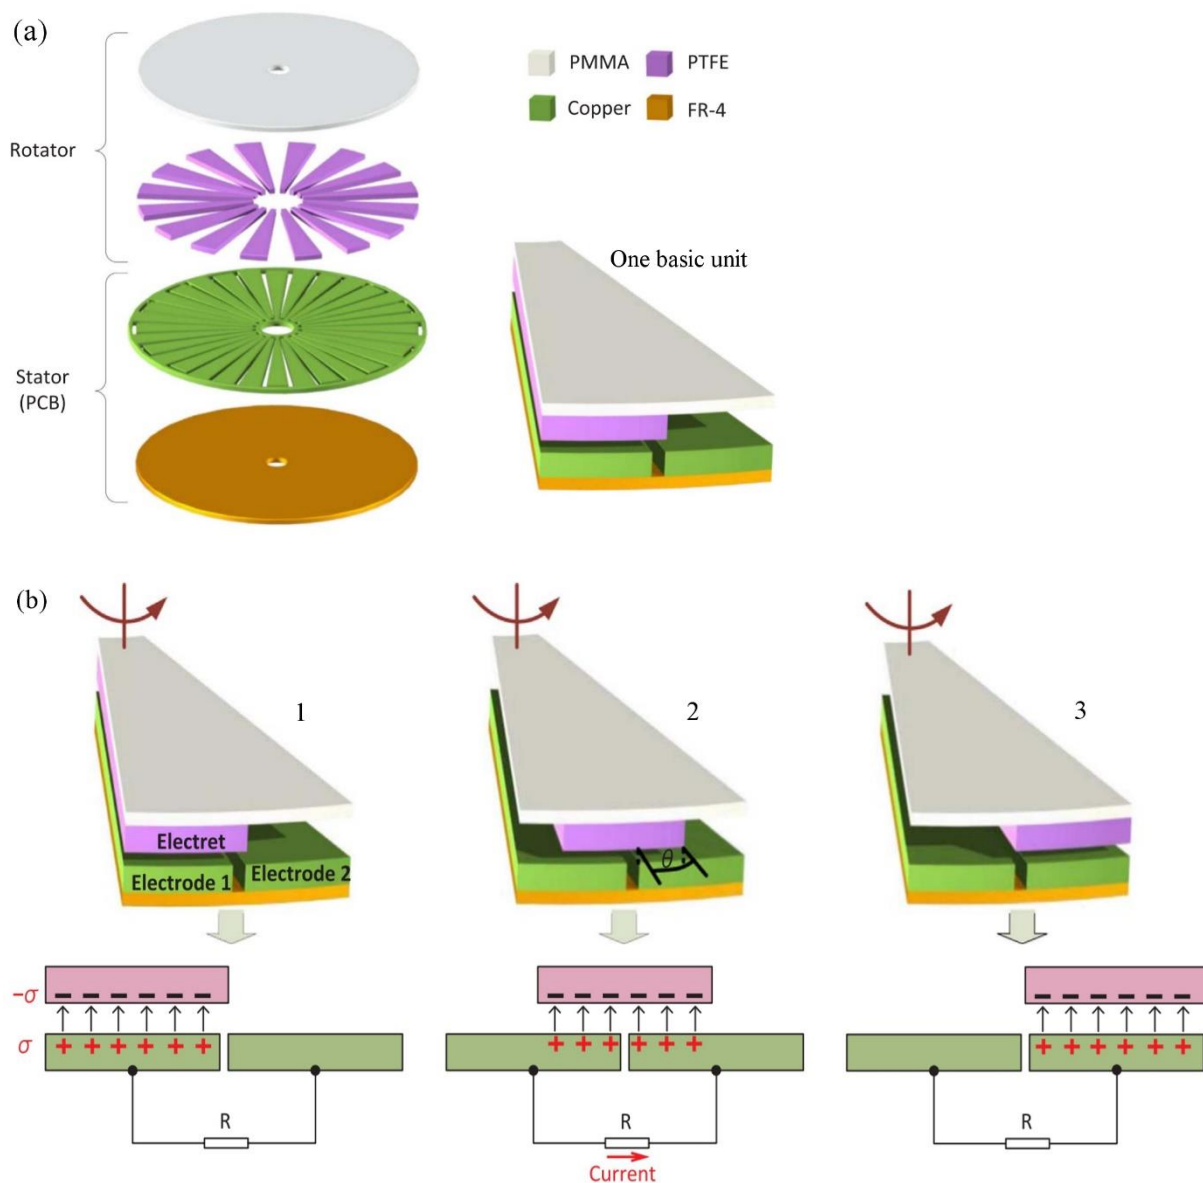 (a)
PMMA
PTFE
Copper
FR-4
Rotator
One basic unit
Stator
(PCB)
(b)
1
2
3
Electret
Electrode 1
Electrode 2
θ
−σ
σ
R
R
Current
R